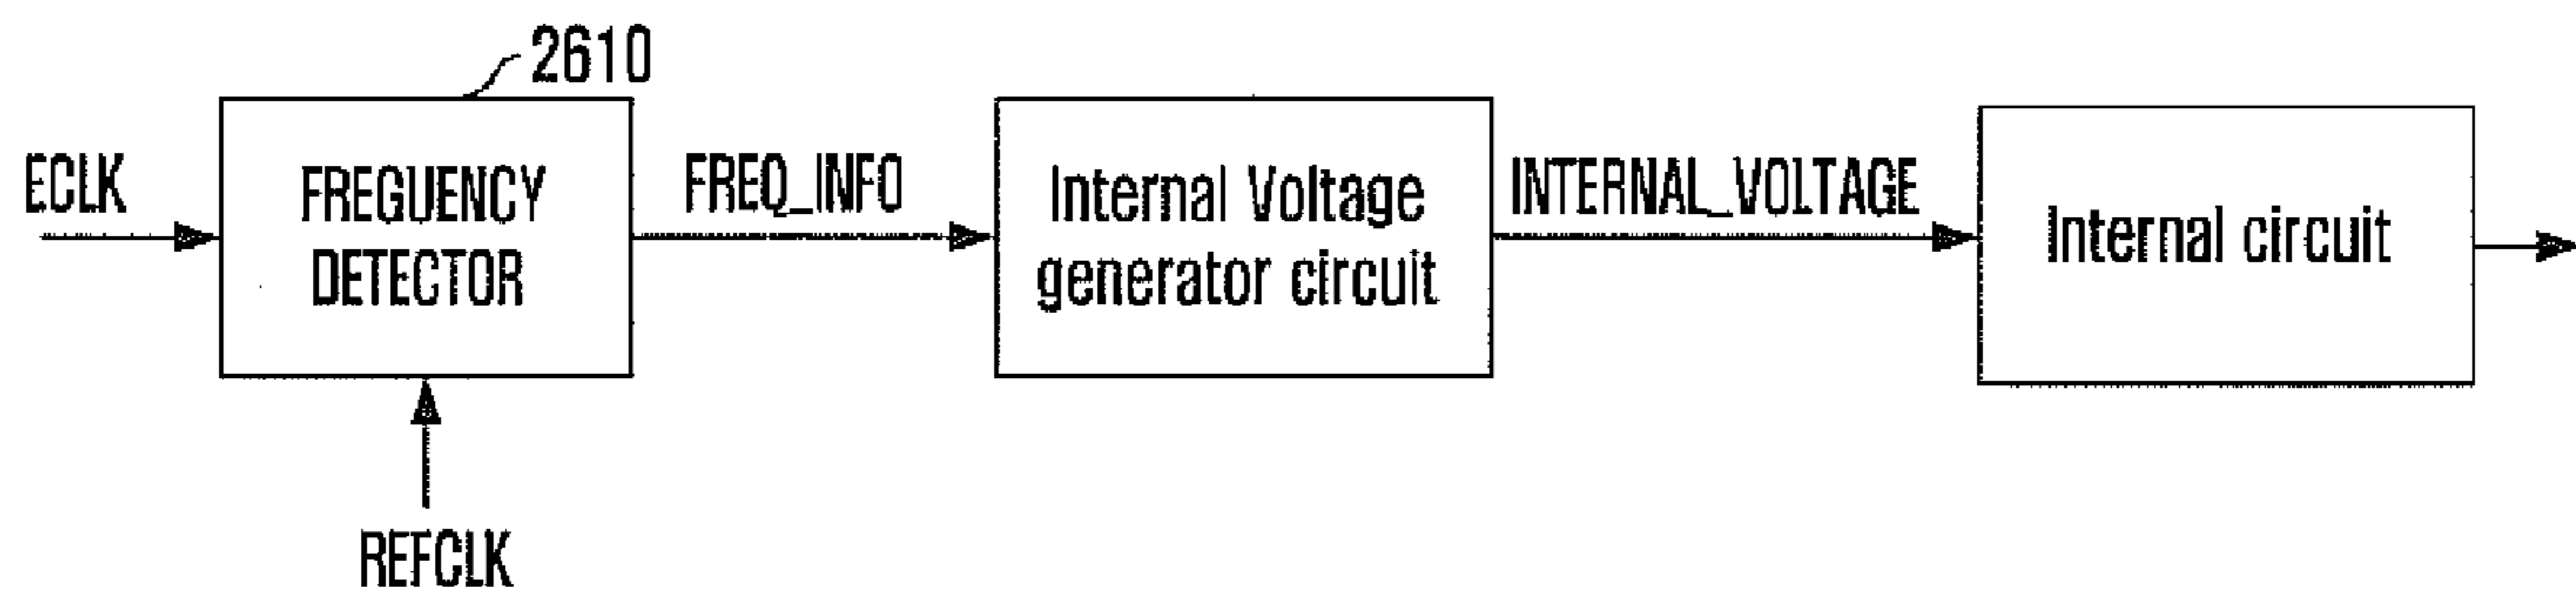 2610
ECLK
FREGUENCY
DETECTOR
FREQ_INFO
Internal Voltage
generator circuit
INTERNAL_VOLTAGE
Internal circuit
REFCLK